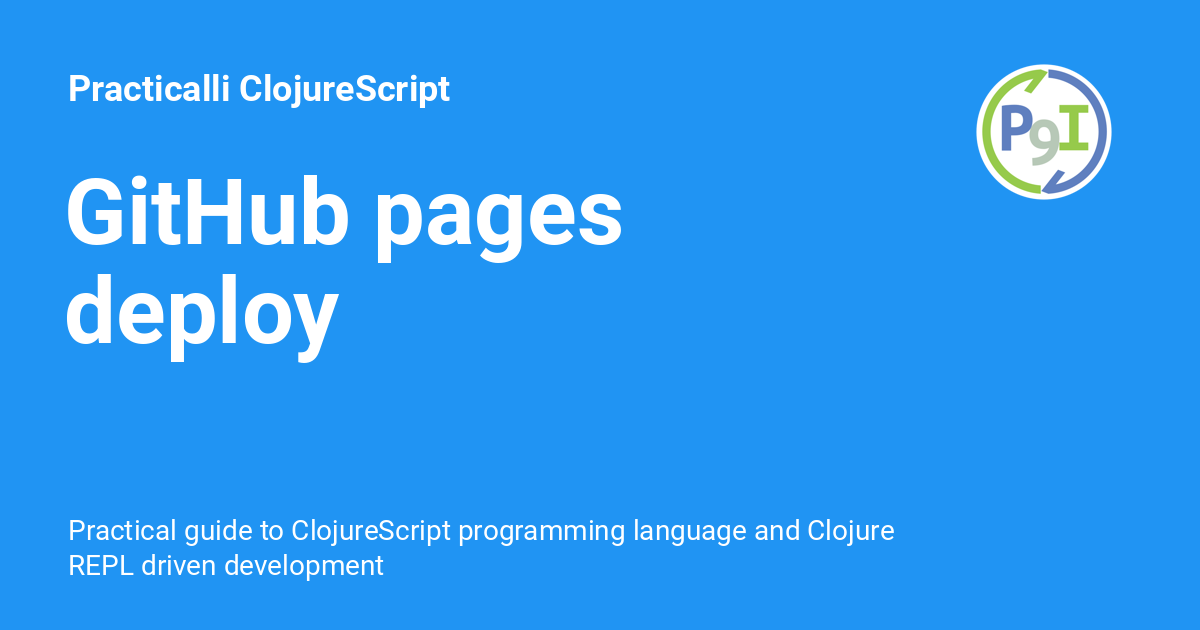 Practicalli ClojureScript
P9I
GitHub pages
deploy
Practical guide to ClojureScript programming language and Clojure
REPL driven development